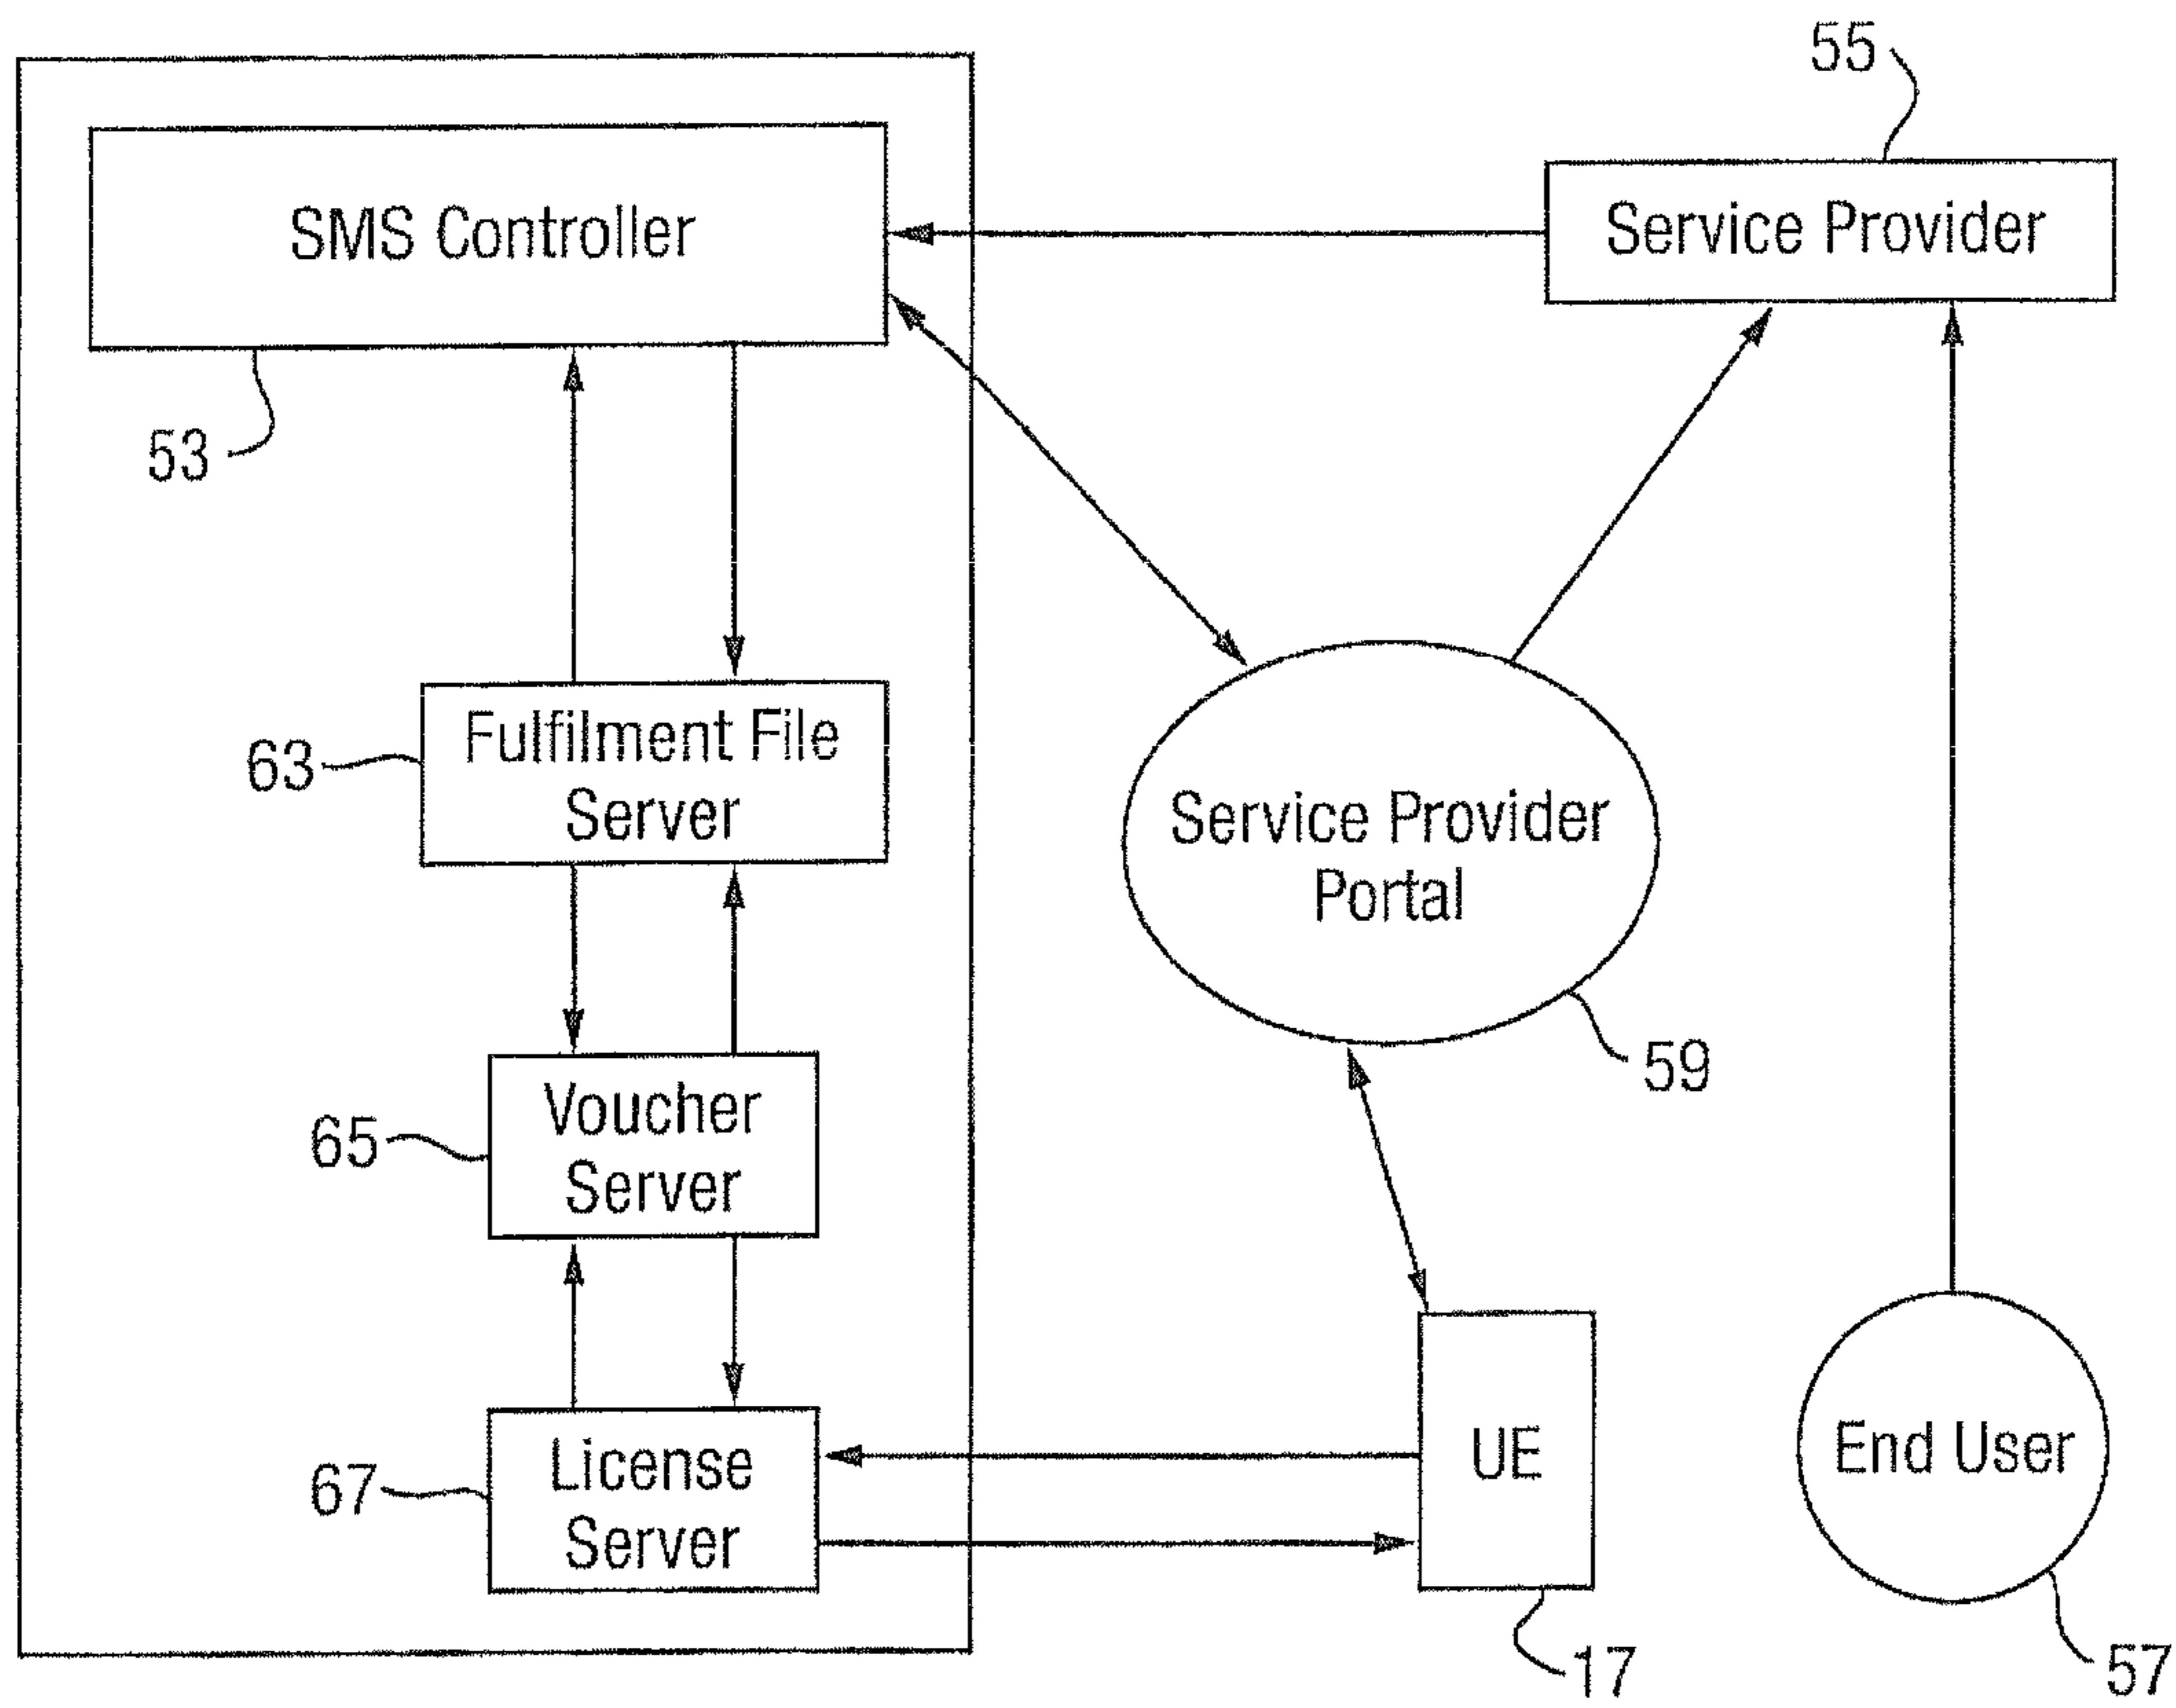 55
SMS Controller
Service Provider
53
63
Fulfilment File
Server
Service Provider
Portal
59
65
Voucher
Server
67
License
Server
UE
End User
17
57